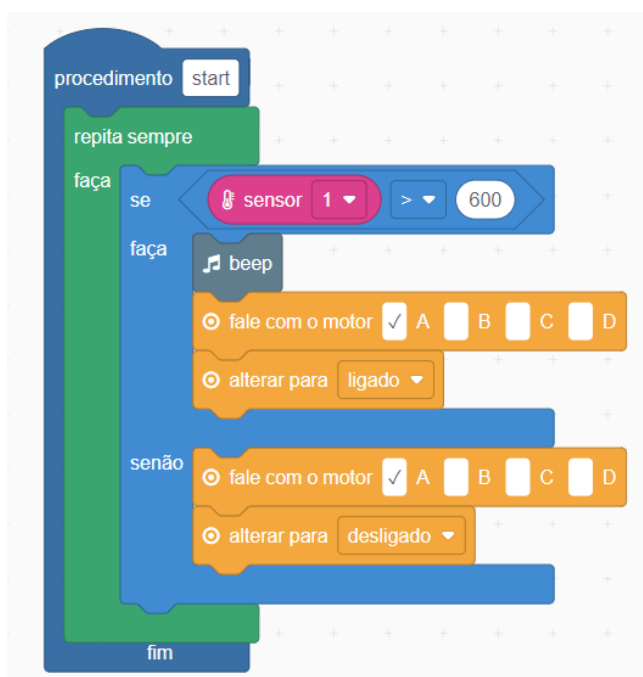 procedimento start
repita sempre
faça
se sensor 1 > 600
faça
beep
fale com o motor ✓ A B C D
alterar para ligado
senão
fale com o motor ✓ A B C D
alterar para desligado
fim